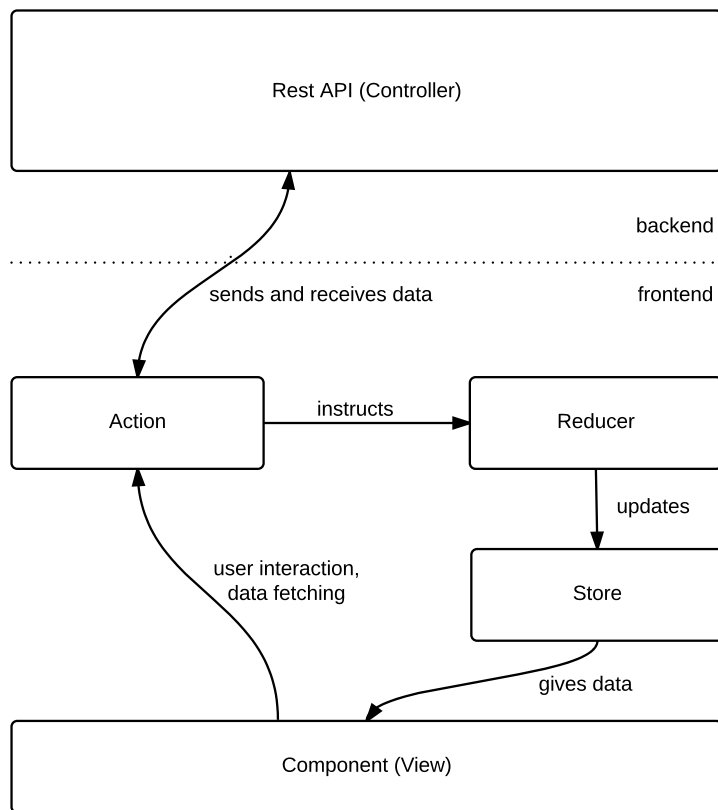 Rest API (Controller)
backend
sends and receives data
frontend
Action
instructs
Reducer
updates
user interaction,
data fetching
Store
gives data
Component (View)